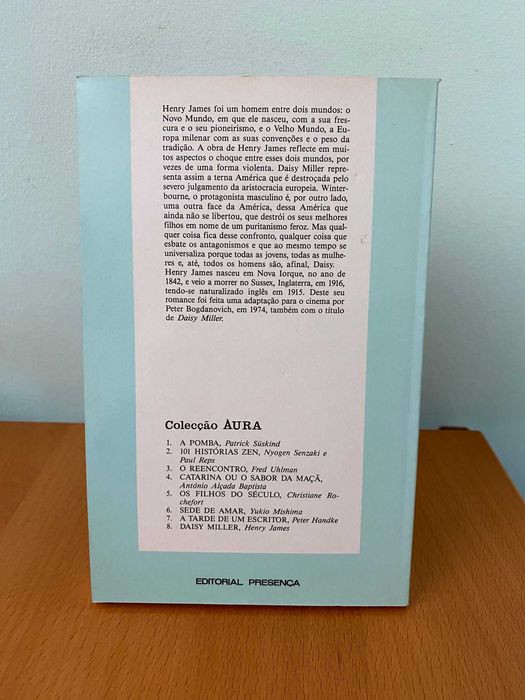 Henry James foi um homem entre dois mundos: o
Novo Mundo, em que ele nasceu, com a sua fres-
cura e o seu pioneirismo, e o Velho Mundo, a Eu-
ropa milenar com as suas convenções e o peso da
tradição. A obra de Henry James reflecte em mui-
tos aspectos o choque entre esses dois mundos, por
vezes de uma forma violenta. Daisy Miller repre-
senta assim a terna América que é destroçada pelo
severo julgamento da aristocracia europeia. Winter-
bourne, o protagonista masculino é, por outro lado,
uma outra face da América, dessa América que
ainda não se libertou, que destrói os seus melhores
filhos em nome de um puritanismo feroz. Mas qual-
quer coisa fica desse confronto, qualquer coisa que
esbate os antagonismos e que ao mesmo tempo se
universaliza porque todas as jovens, todas as mulhe-
res e, até, todos os homens são, afinal, Daisy.
Henry James nasceu em Nova Iorque, no ano de
1842, e veio a morrer no Sussex, Inglaterra, em 1916,
tendo-se naturalizado inglês em 1915. Deste seu
romance foi feita uma adaptação para o cinema por
Peter Bogdanovich, em 1974, também com o título
de Daisy Miller.
Colecção ÀURA
1. A POMBA, Patrick Süskind
2. 101 HISTÓRIAS ZEN, Nyogen Senzaki e
Paul Reps
3. O REENCONTRO, Fred Uhlman
4. CATARINA OU O SABOR DA MAÇÃ,
António Alçada Baptista
5. OS FILHOS DO SÉCULO, Christiane Ro-
chefort
6. SEDE DE AMAR, Yukio Mishima
7. A TARDE DE UM ESCRITOR, Peter Handke
8. DAISY MILLER, Henry James
EDITORIAL PRESENÇA